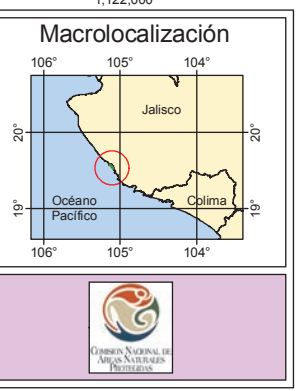 1,122,000
Macrolocalización
106° 105° 104°
Jalisco
20° 20°
Océano
Pacífico
Colima
19° 19°
106° 105° 104°
COMISIÓN NACIONAL DE
ÁREAS NATURALES
PROTEGIDAS